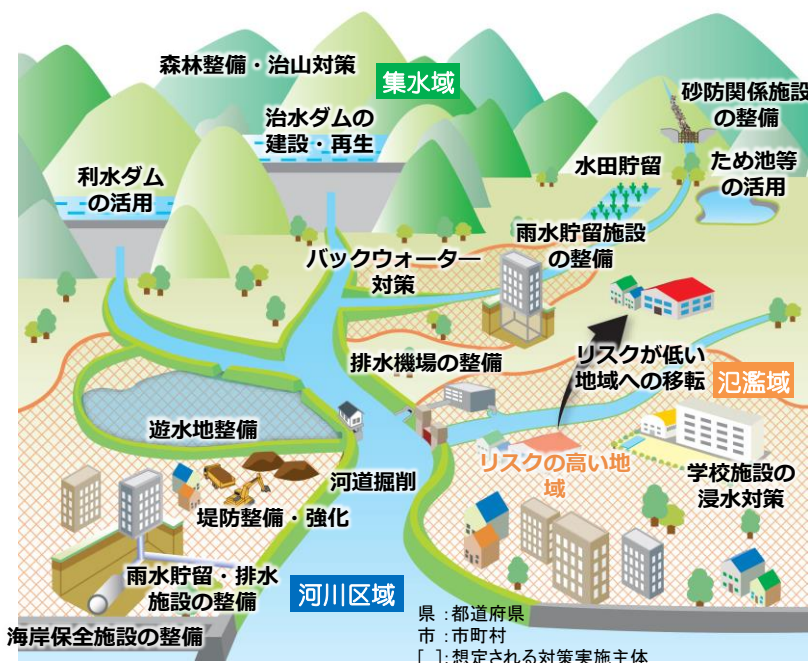 森林整備・治山対策
集水域
砂防関係施設
の整備
治水ダムの
建設・再生
水田貯留
ため池等
の活用
利水ダム
の活用
雨水貯留施設
の整備
バックウォーター
対策
排水機場の整備
リスクが低い
地域への移転
氾濫域
遊水地整備
リスクの高い地
域
学校施設の
浸水対策
河道掘削
堤防整備・強化
雨水貯留・排水
施設の整備
河川区域
海岸保全施設の整備
県：都道府県
市：市町村
[ ]：想定される対策実施主体